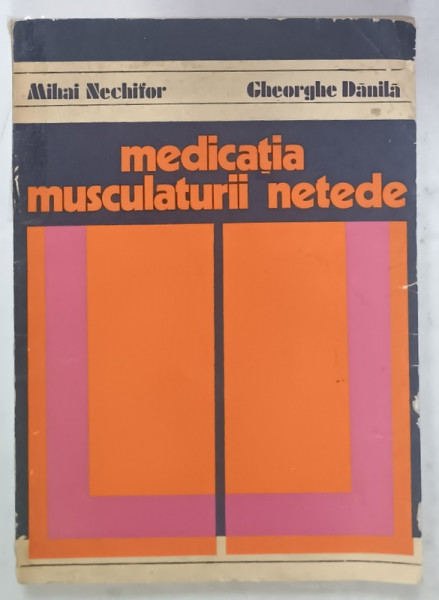 Mihai Nechifor Gheorghe Dănilă
medicația
musculaturii netede